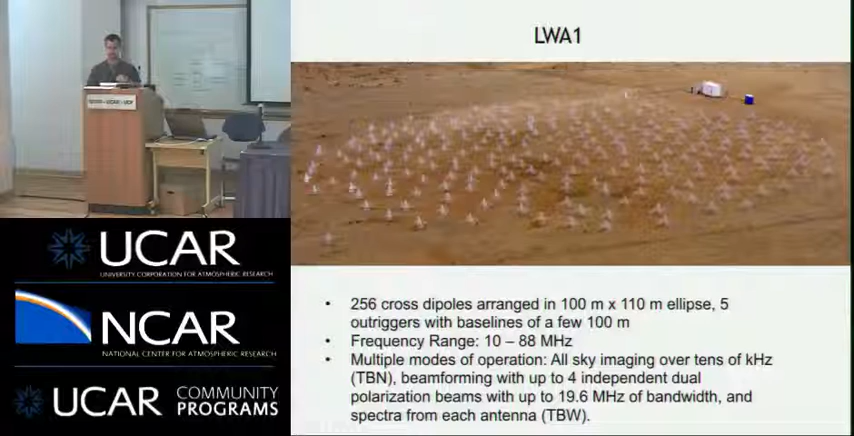 LWA1
• 256 cross dipoles arranged in 100 m x 110 m ellipse, 5
outriggers with baselines of a few 100 m
• Frequency Range: 10 – 88 MHz
• Multiple modes of operation: All sky imaging over tens of kHz
(TBN), beamforming with up to 4 independent dual
polarization beams with up to 19.6 MHz of bandwidth, and
spectra from each antenna (TBW).
UCAR
UNIVERSITY CORPORATION FOR ATMOSPHERIC RESEARCH
NCAR
NATIONAL CENTER FOR ATMOSPHERIC RESEARCH
UCAR COMMUNITY
PROGRAMS